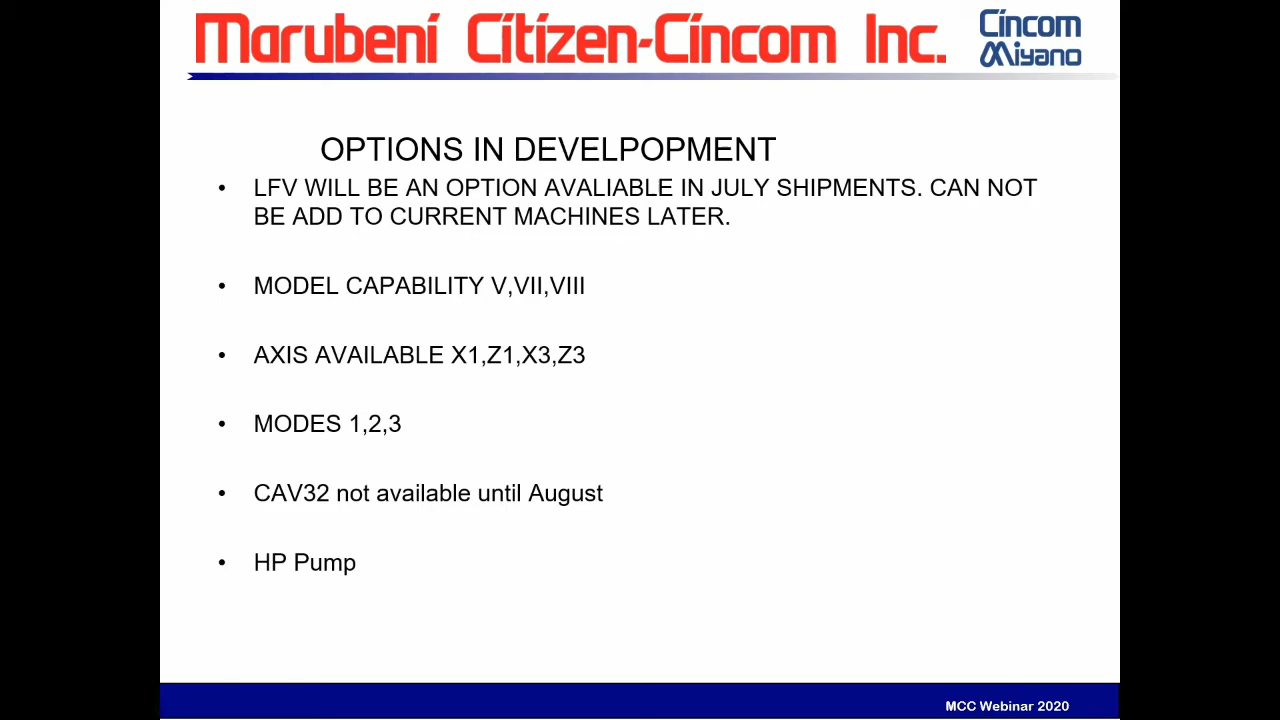 Marubeni Citizen-Cincom Inc.
Cincom
Miyano
OPTIONS IN DEVELPOPMENT
• LFV WILL BE AN OPTION AVALIABLE IN JULY SHIPMENTS. CAN NOT
BE ADD TO CURRENT MACHINES LATER.
• MODEL CAPABILITY V,VII,VIII
• AXIS AVAILABLE X1,Z1,X3,Z3
• MODES 1,2,3
• CAV32 not available until August
• HP Pump
MCC Webinar 2020